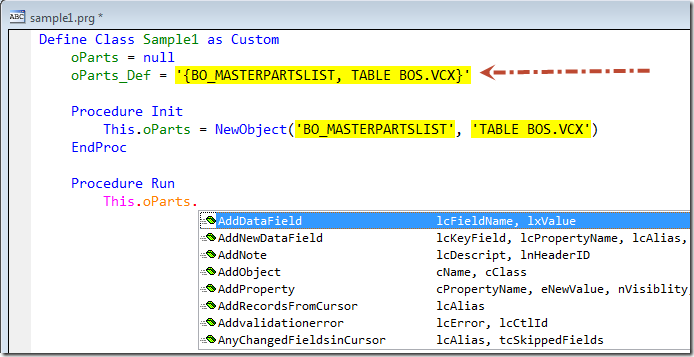 ABC sample1.prg *
Define Class Sample1 as Custom
oParts = null
oParts_Def = '{BO_MASTERPARTSLIST, TABLE BOS.VCX}'
Procedure Init
This.oParts = NewObject('BO_MASTERPARTSLIST', 'TABLE BOS.VCX')
EndProc
Procedure Run
This.oParts.
AddDataField lcFieldName, lxValue
AddNewDataField lcKeyField, lcPropertyName, lcAlias,
AddNote lcDescript, lnHeaderID
AddObject cName, cClass
AddProperty cPropertyName, eNewValue, nVisiblity,
AddRecordsFromCursor lcAlias
Addvalidationerror lcError, lcCtlId
AnyChangedFieldsinCursor lcAlias, tcSkippedFields